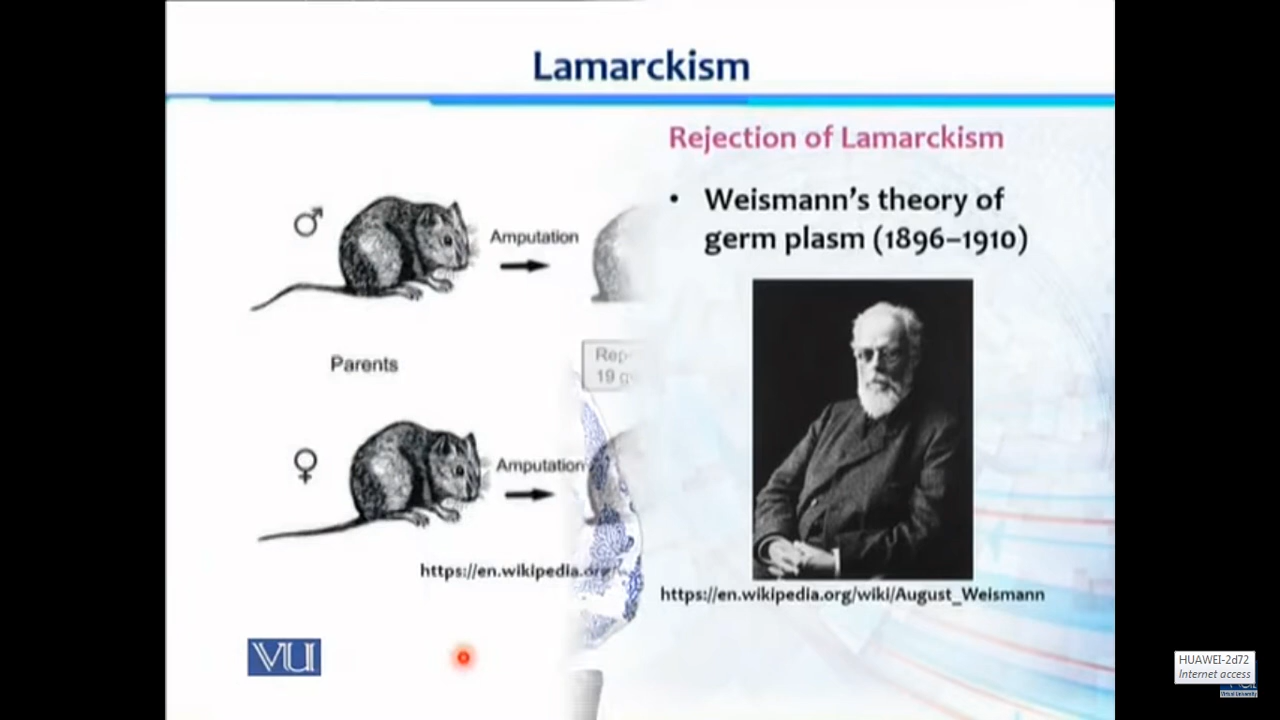 Lamarckism
Rejection of Lamarckism
• Weismann's theory of
germ plasm (1896–1910)
♂
Amputation
Parents
19
♀
Amputation
https://en.wikipedia.org/
https://en.wikipedia.org/wiki/August_Weismann
VU
HUAWEI-2d72
Internet access